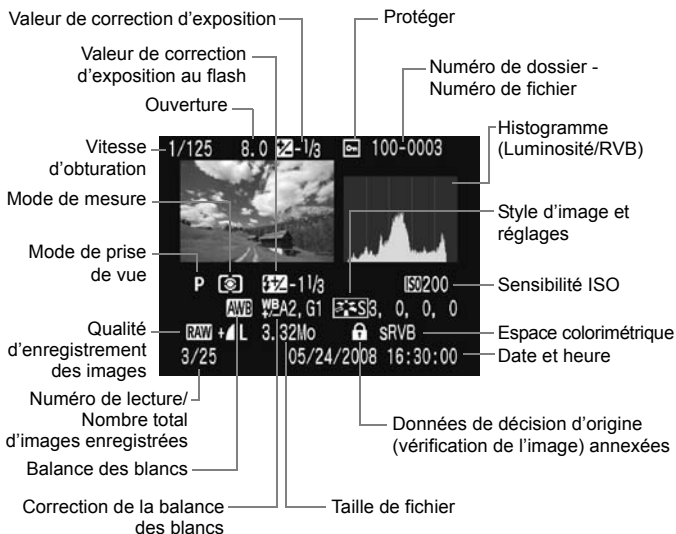 Valeur de correction d'exposition
Protéger
Valeur de correction
d'exposition au flash
Numéro de dossier -
Numéro de fichier
Ouverture
Histogramme
(Luminosité/RVB)
Vitesse
d'obturation
1/125 8.0 -1/3 100-0003
Mode de mesure
Style d'image et
réglages
Mode de prise
de vue
P -1 1/3 ISO200
Sensibilité ISO
AWB WB A2, G1 S3, 0, 0, 0
Qualité
d'enregistrement
des images
RAW + L 3.32Mo sRVB
Espace colorimétrique
3/25 05/24/2008 16:30:00
Date et heure
Numéro de lecture/
Nombre total
d'images enregistrées
Données de décision d'origine
(vérification de l'image) annexées
Balance des blancs
Correction de la balance
des blancs
Taille de fichier